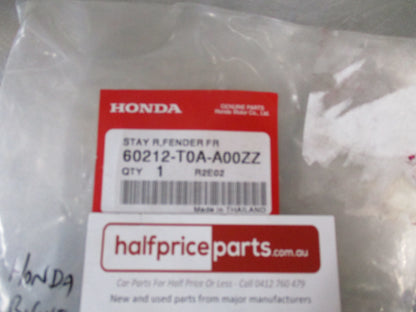 HONDA
GENUINE PARTS
Honda Motor Co., Ltd.
STAY R,FENDER FR
60212-T0A-A00ZZ
QTY 1 R2E02
Made in THAILAND
halfpriceparts.com.au
Car Parts For Half Price Or Less - Call 0412 760 479
New and used parts from major manufacturers
HONDA